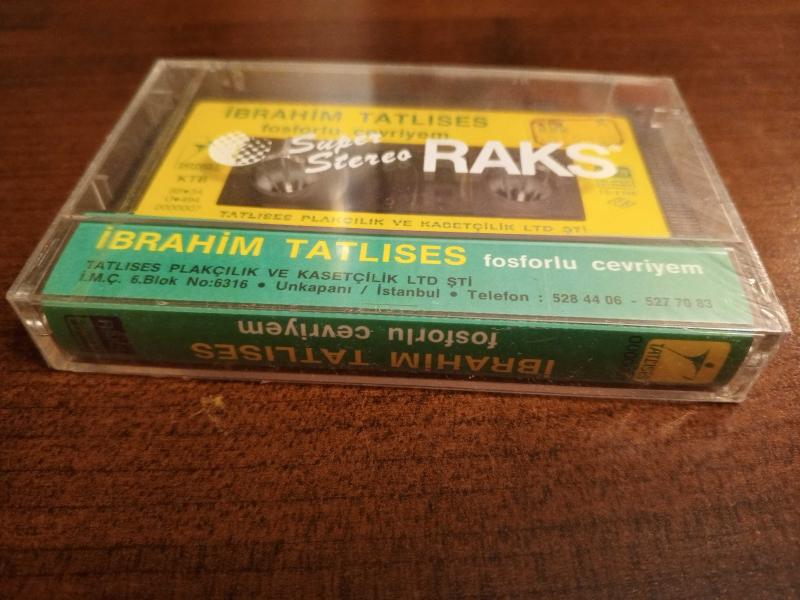 İBRAHİM TATLISES
fosforlu cevriyem
Super
Stereo RAKS
KTB
0000007
TATLISES PLAKÇILIK VE KASETÇİLİK LTD ŞTİ
İBRAHİM TATLISES fosforlu cevriyem
TATLISES PLAKÇILIK VE KASETÇİLİK LTD ŞTİ
İ.M.Ç. 6.Blok No:6316 • Unkapanı / İstanbul • Telefon : 528 44 06 - 527 70 83
İBRAHİM TATLISES
fosforlu cevriyem